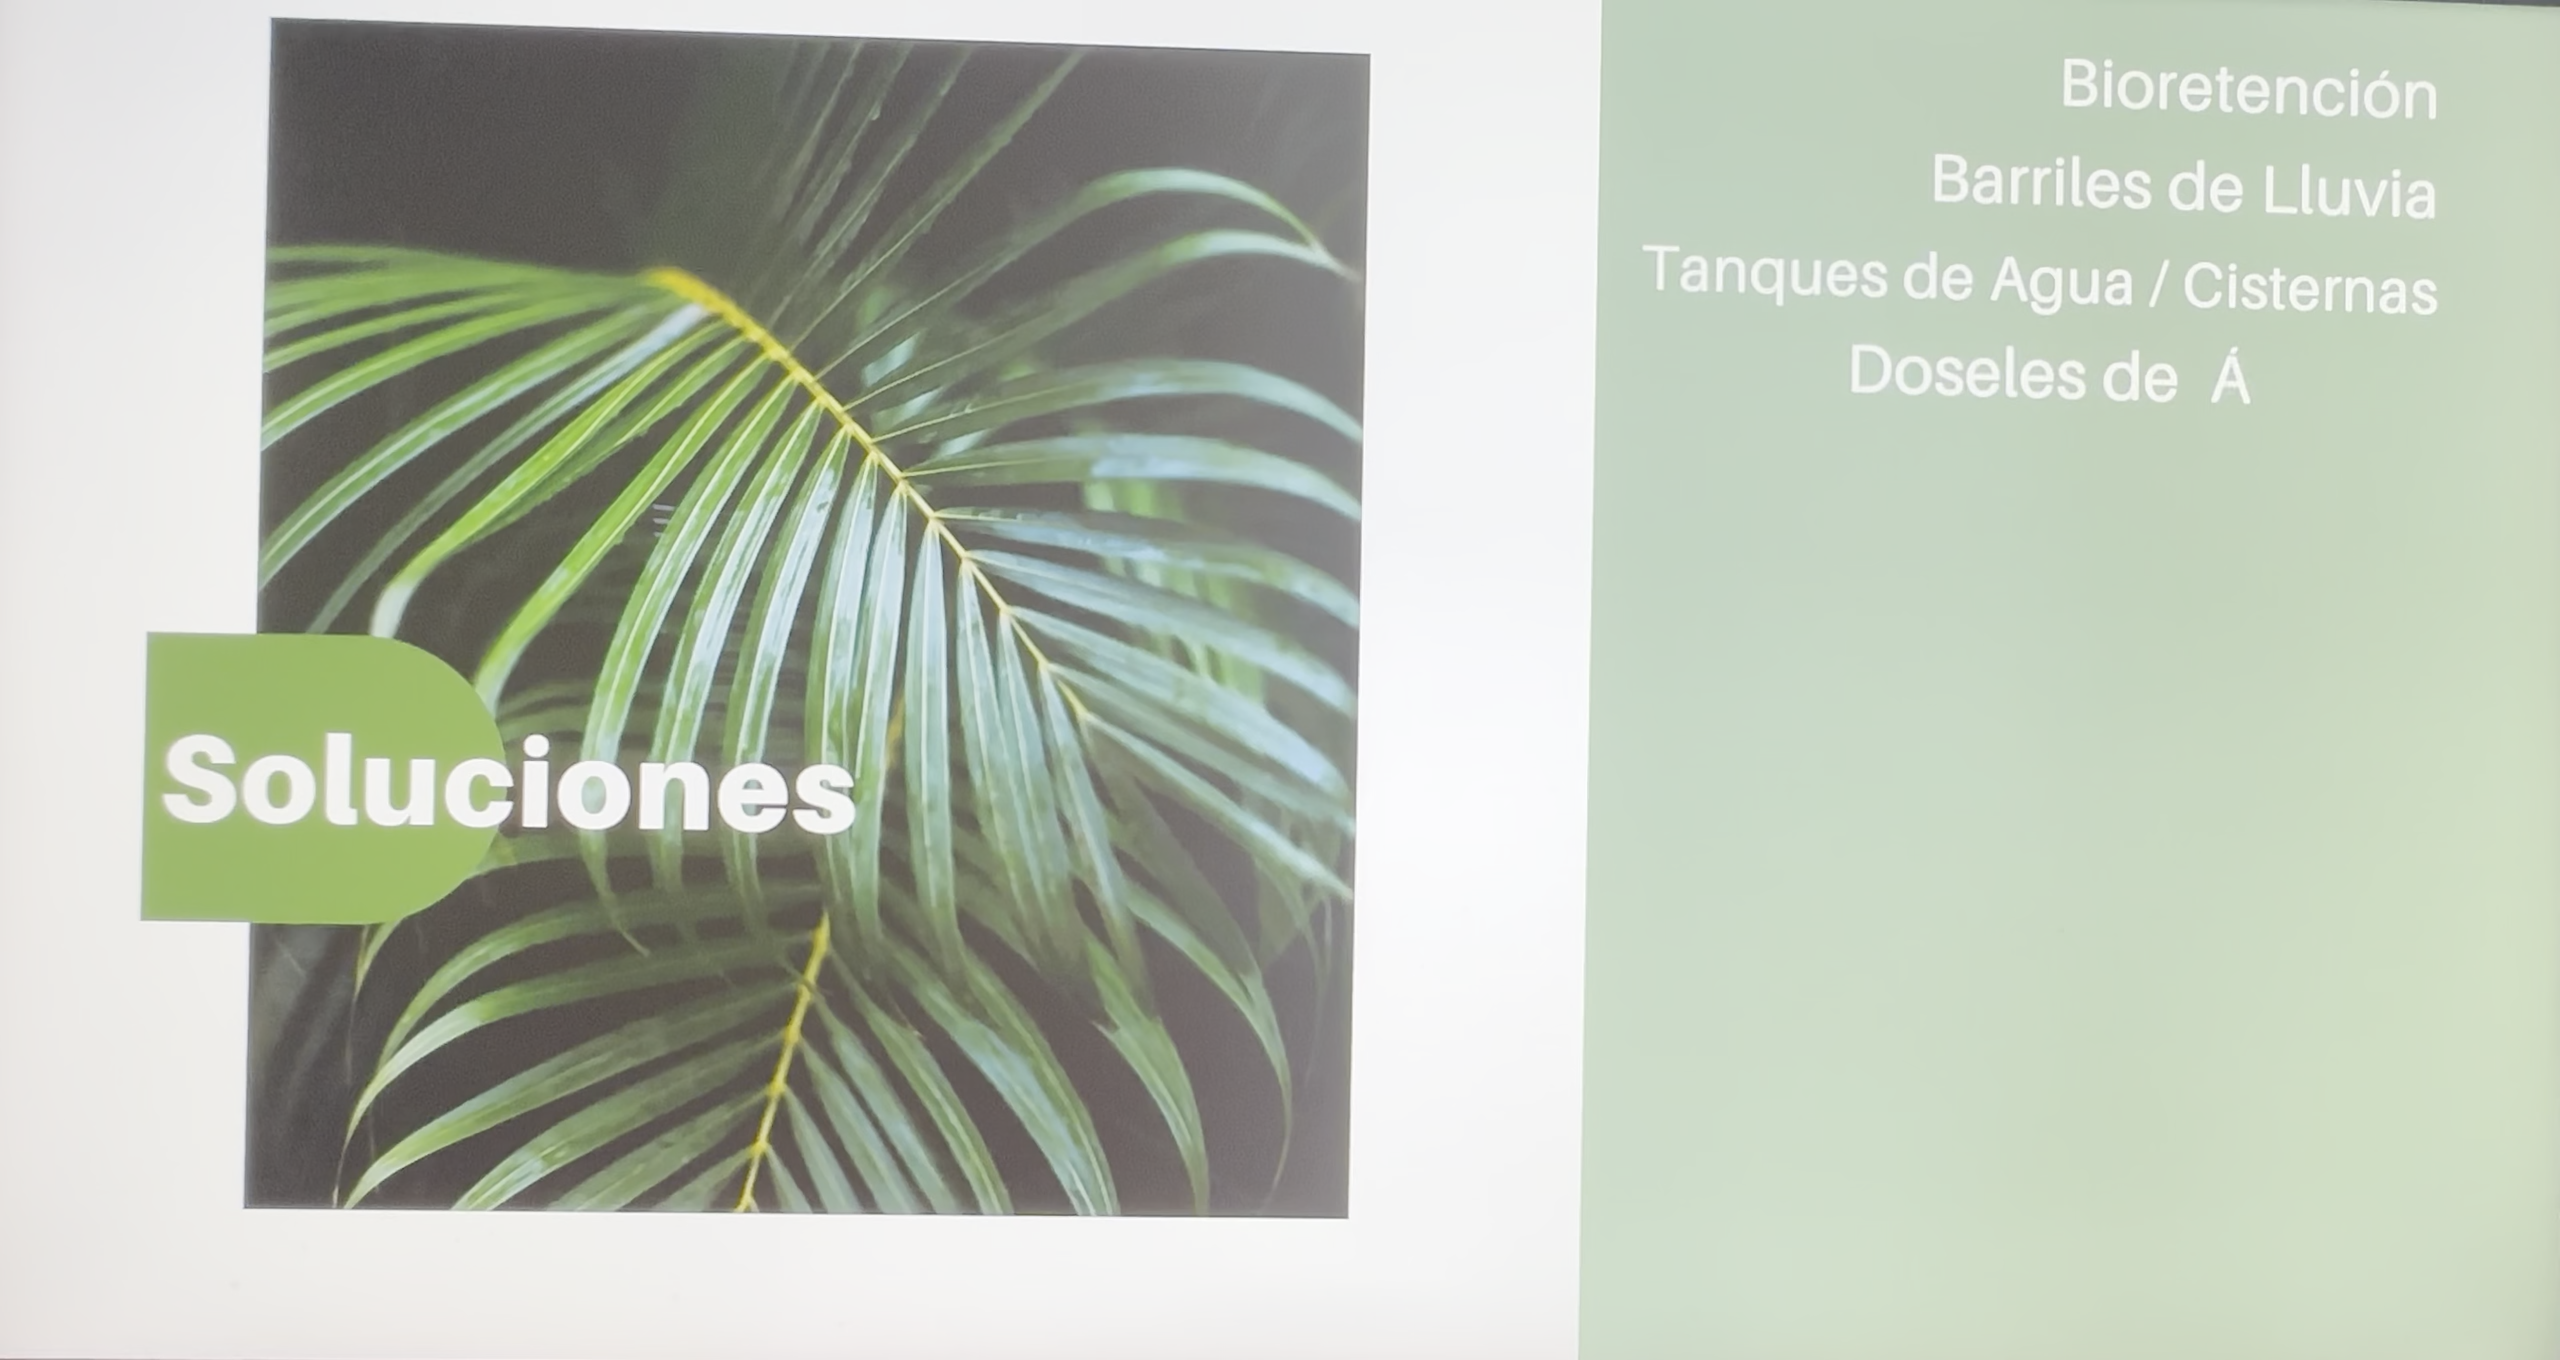 Soluciones
Bioretención
Barriles de Lluvia
Tanques de Agua / Cisternas
Doseles de Á